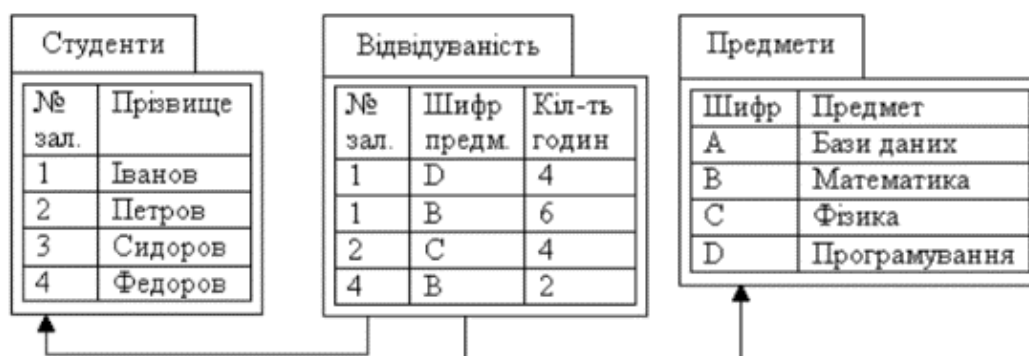 Студенти
№ зал. Прізвище
1 Іванов
2 Петров
3 Сидоров
4 Федоров
Відвідуваність
№ зал. Шифр предм. Кіл-ть годин
1 D 4
1 B 6
2 C 4
4 B 2
Предмети
Шифр Предмет
A Бази даних
B Математика
C Фізика
D Програмування